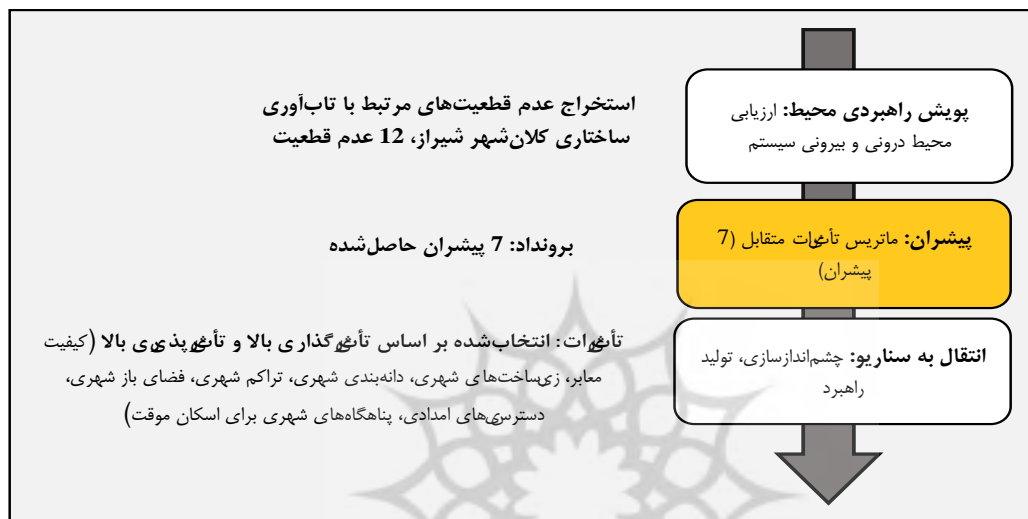 پویش راهبردی محیط: ارزیابی
محیط درونی و بیرونی سیستم
استخراج عدم قطعیت‌های مرتبط با تاب‌آوری
ساختاری کلان‌شهر شیراز، 12 عدم قطعیت
پیشران: ماتریس تأثیرات متقابل (7
پیشران)
برونداد: 7 پیشران حاصل‌شده
انتقال به سناریو: چشم‌اندازسازی، تولید
راهبرد
تأثیرات: انتخاب‌شده بر اساس تأثیرگذاری بالا و تأثیرپذیری بالا (کیفیت
معابر، زیرساخت‌های شهری، دانه‌بندی شهری، تراکم شهری، فضای باز شهری،
دسترسی‌های امدادی، پناهگاه‌های شهری برای اسکان موقت)